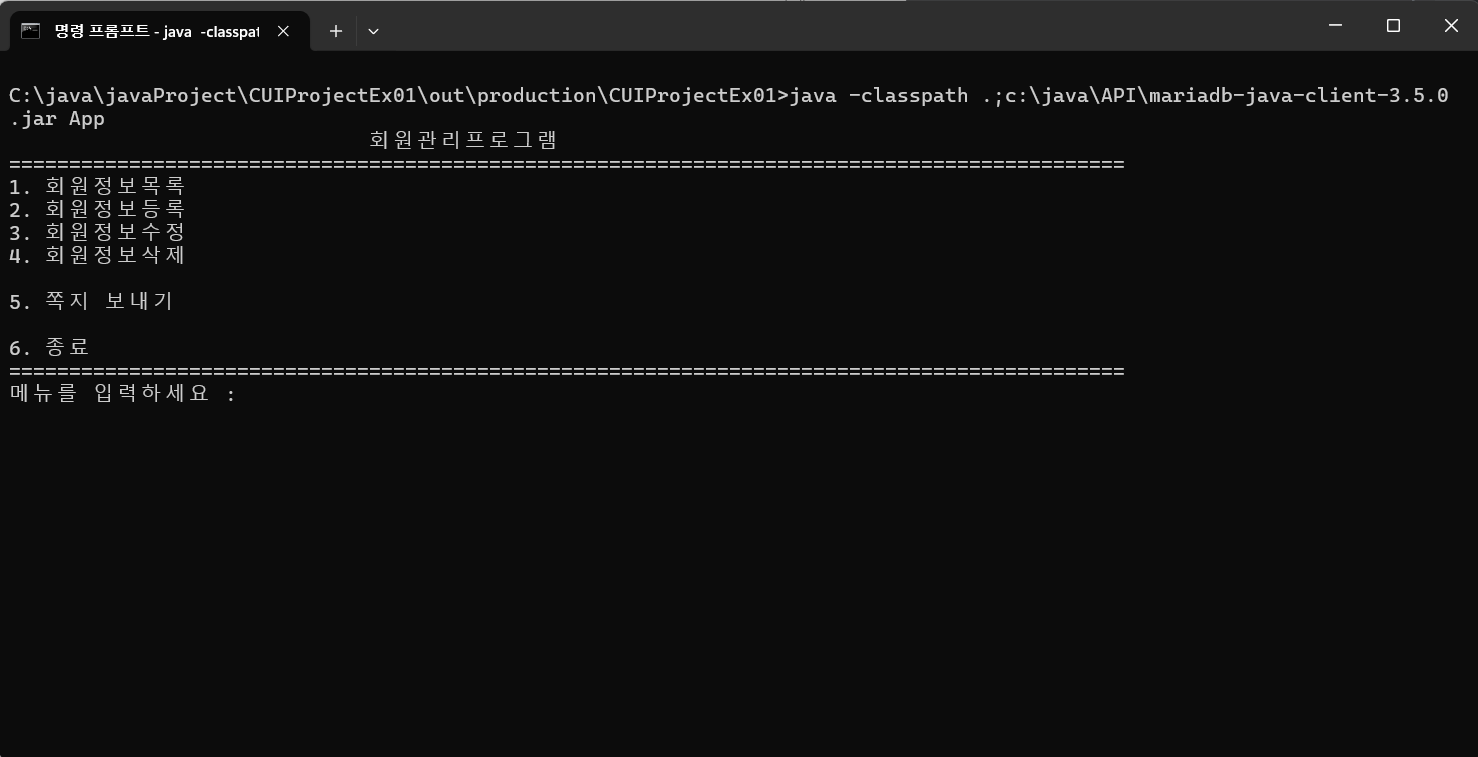 명령 프롬프트 - java -classpat
C:\java\javaProject\CUIProjectEx01\out\production\CUIProjectEx01>java -classpath .;c:\java\API\mariadb-java-client-3.5.0
.jar App
회원관리프로그램
=============================================================================================
1. 회원정보목록
2. 회원정보등록
3. 회원정보수정
4. 회원정보삭제
5. 쪽지 보내기
6. 종료
=============================================================================================
메뉴를 입력하세요 :